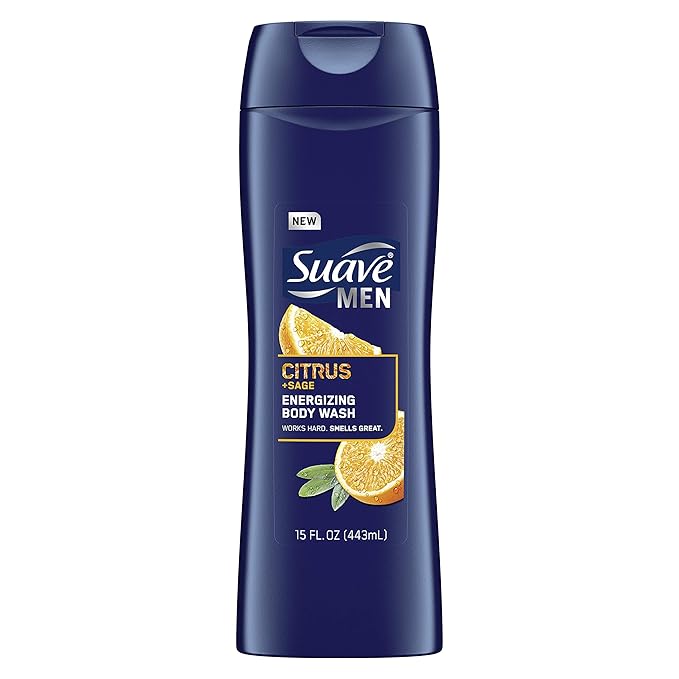 NEW
Suave®
MEN
CITRUS
+SAGE
ENERGIZING
BODY WASH
WORKS HARD. SMELLS GREAT.
15 FL. OZ (443mL)